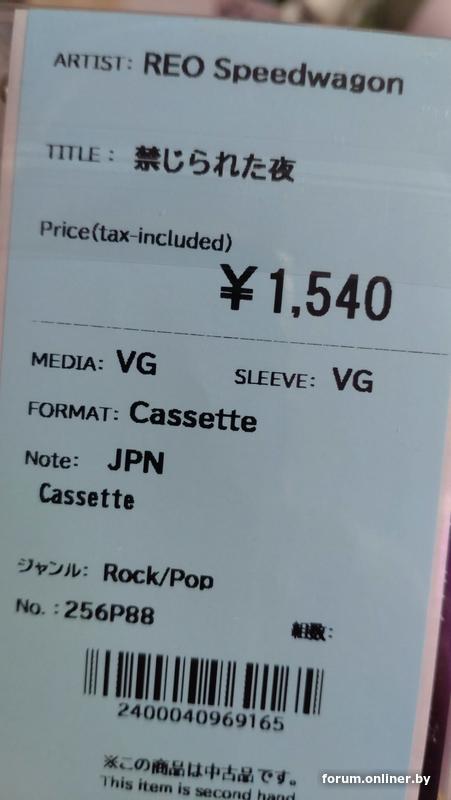 ARTIST: REO Speedwagon
TITLE : 禁じられた夜
Price(tax-included)
¥1,540
MEDIA: VG SLEEVE: VG
FORMAT: Cassette
Note: JPN
Cassette
ジャンル: Rock/Pop
No. : 256P88 組数:
2400040969165
※この商品は中古品です。
This item is second hand
forum.onliner.by